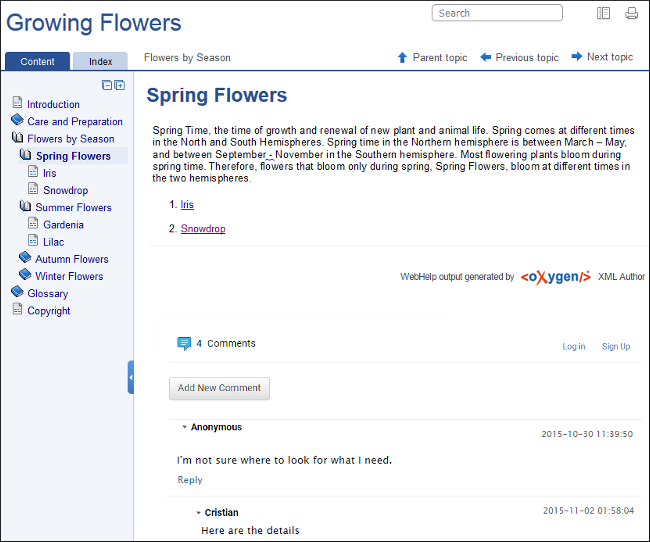 Growing Flowers
Search
Content
Index
Flowers by Season
Parent topic
Previous topic
Next topic
Introduction
Care and Preparation
Flowers by Season
Spring Flowers
Iris
Snowdrop
Summer Flowers
Gardenia
Lilac
Autumn Flowers
Winter Flowers
Glossary
Copyright
Spring Flowers
Spring Time, the time of growth and renewal of new plant and animal life. Spring comes at different times
in the North and South Hemispheres. Spring time in the Northern hemisphere is between March – May,
and between September - November in the Southern hemisphere. Most flowering plants bloom during
spring time. Therefore, flowers that bloom only during spring, Spring Flowers, bloom at different times in
the two hemispheres.
1. Iris
2. Snowdrop
WebHelp output generated by <oXygen/> XML Author
4 Comments
Log in
Sign Up
Add New Comment
Anonymous
2015-10-30 11:39:50
I'm not sure where to look for what I need.
Reply
Cristian
2015-11-02 01:58:04
Here are the details